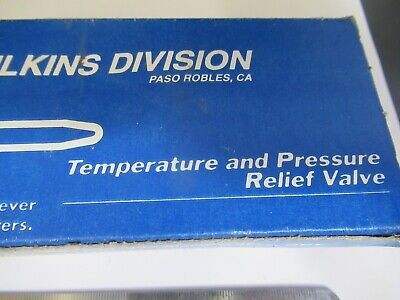 LKINS DIVISION
PASO ROBLES, CA
Temperature and Pressure
Relief Valve
ever
ers.